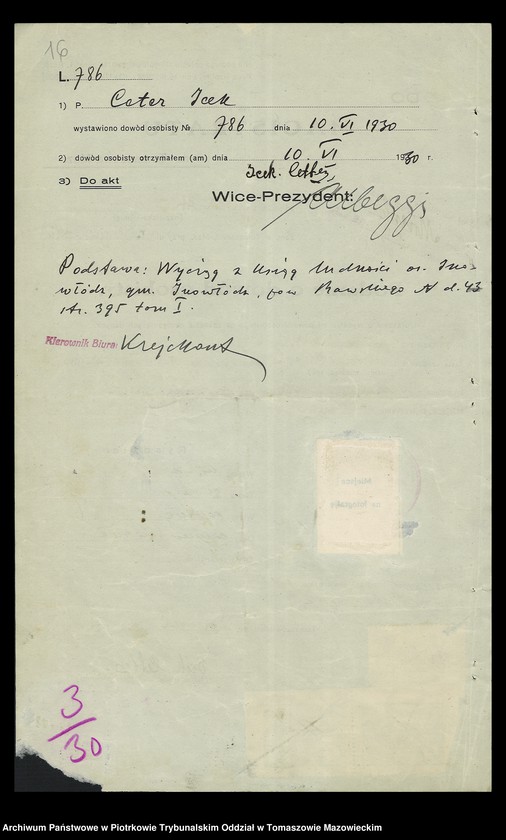 16
L. 786
1) P. Cater Icek
wystawiono dowód osobisty № 786 dnia 10. VI 1930
2) dowód osobisty otrzymałem (am) dnia 10. VI 1930 r.
3) Do akt Icek
Wice-Prezydent:
Podstawa: Wyciąg z ksiąg ludności os. Ino-
włódz, gm. Inowłódz, pow. Rawskiego N d. 43
str. 395 tom I.
Kierownik Biura:
3/30
Archiwum Państwowe w Piotrkowie Trybunalskim Oddział w Tomaszowie Mazowieckim